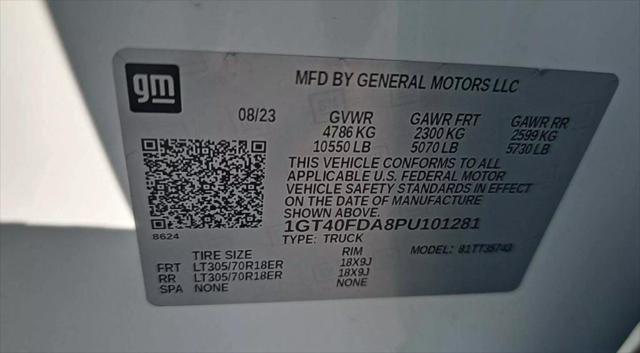 gm
MFD BY GENERAL MOTORS LLC
08/23 GVWR GAWR FRT GAWR RR
4786 KG 2300 KG 2599 KG
10550 LB 5070 LB 5730 LB
THIS VEHICLE CONFORMS TO ALL
APPLICABLE U.S. FEDERAL MOTOR
VEHICLE SAFETY STANDARDS IN EFFECT
ON THE DATE OF MANUFACTURE
SHOWN ABOVE.
8624 1GT40FDA8PU101281
TYPE: TRUCK MODEL: 81TT35743
TIRE SIZE RIM
FRT LT305/70R18ER 18X9J
RR LT305/70R18ER 18X9J
SPA NONE NONE